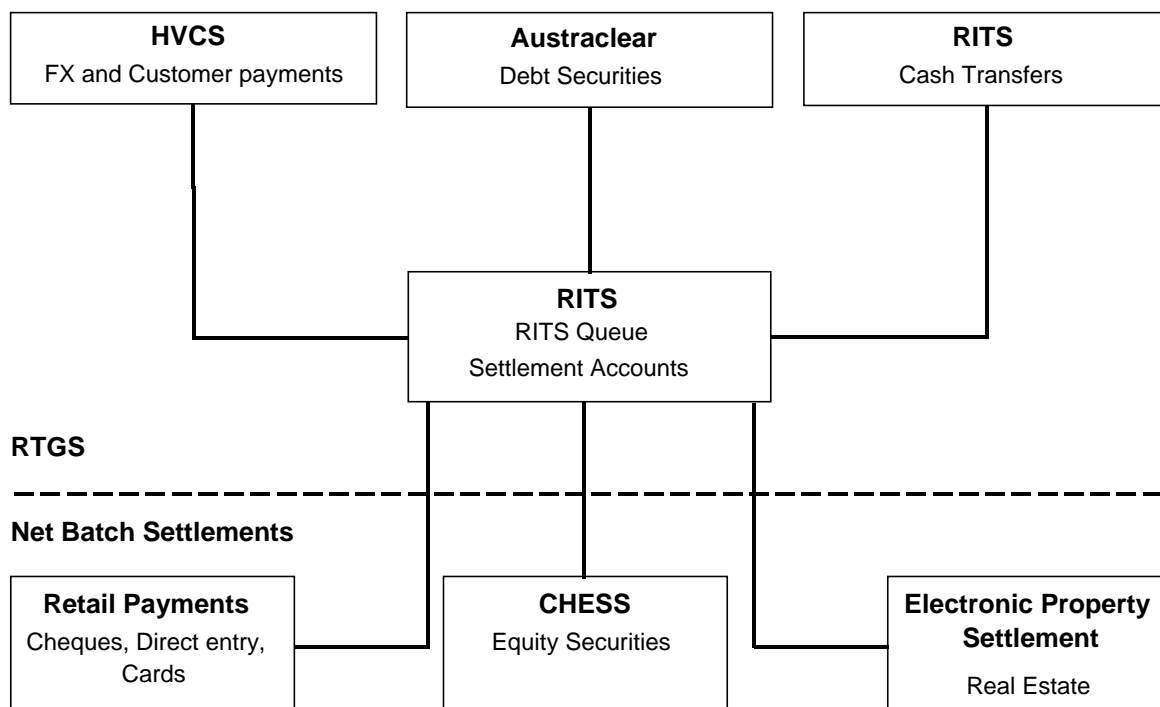 HVCS
FX and Customer payments
Austraclear
Debt Securities
RITS
Cash Transfers
RITS
RITS Queue
Settlement Accounts
RTGS
Net Batch Settlements
Retail Payments
Cheques, Direct entry,
Cards
CHESS
Equity Securities
Electronic Property
Settlement
Real Estate